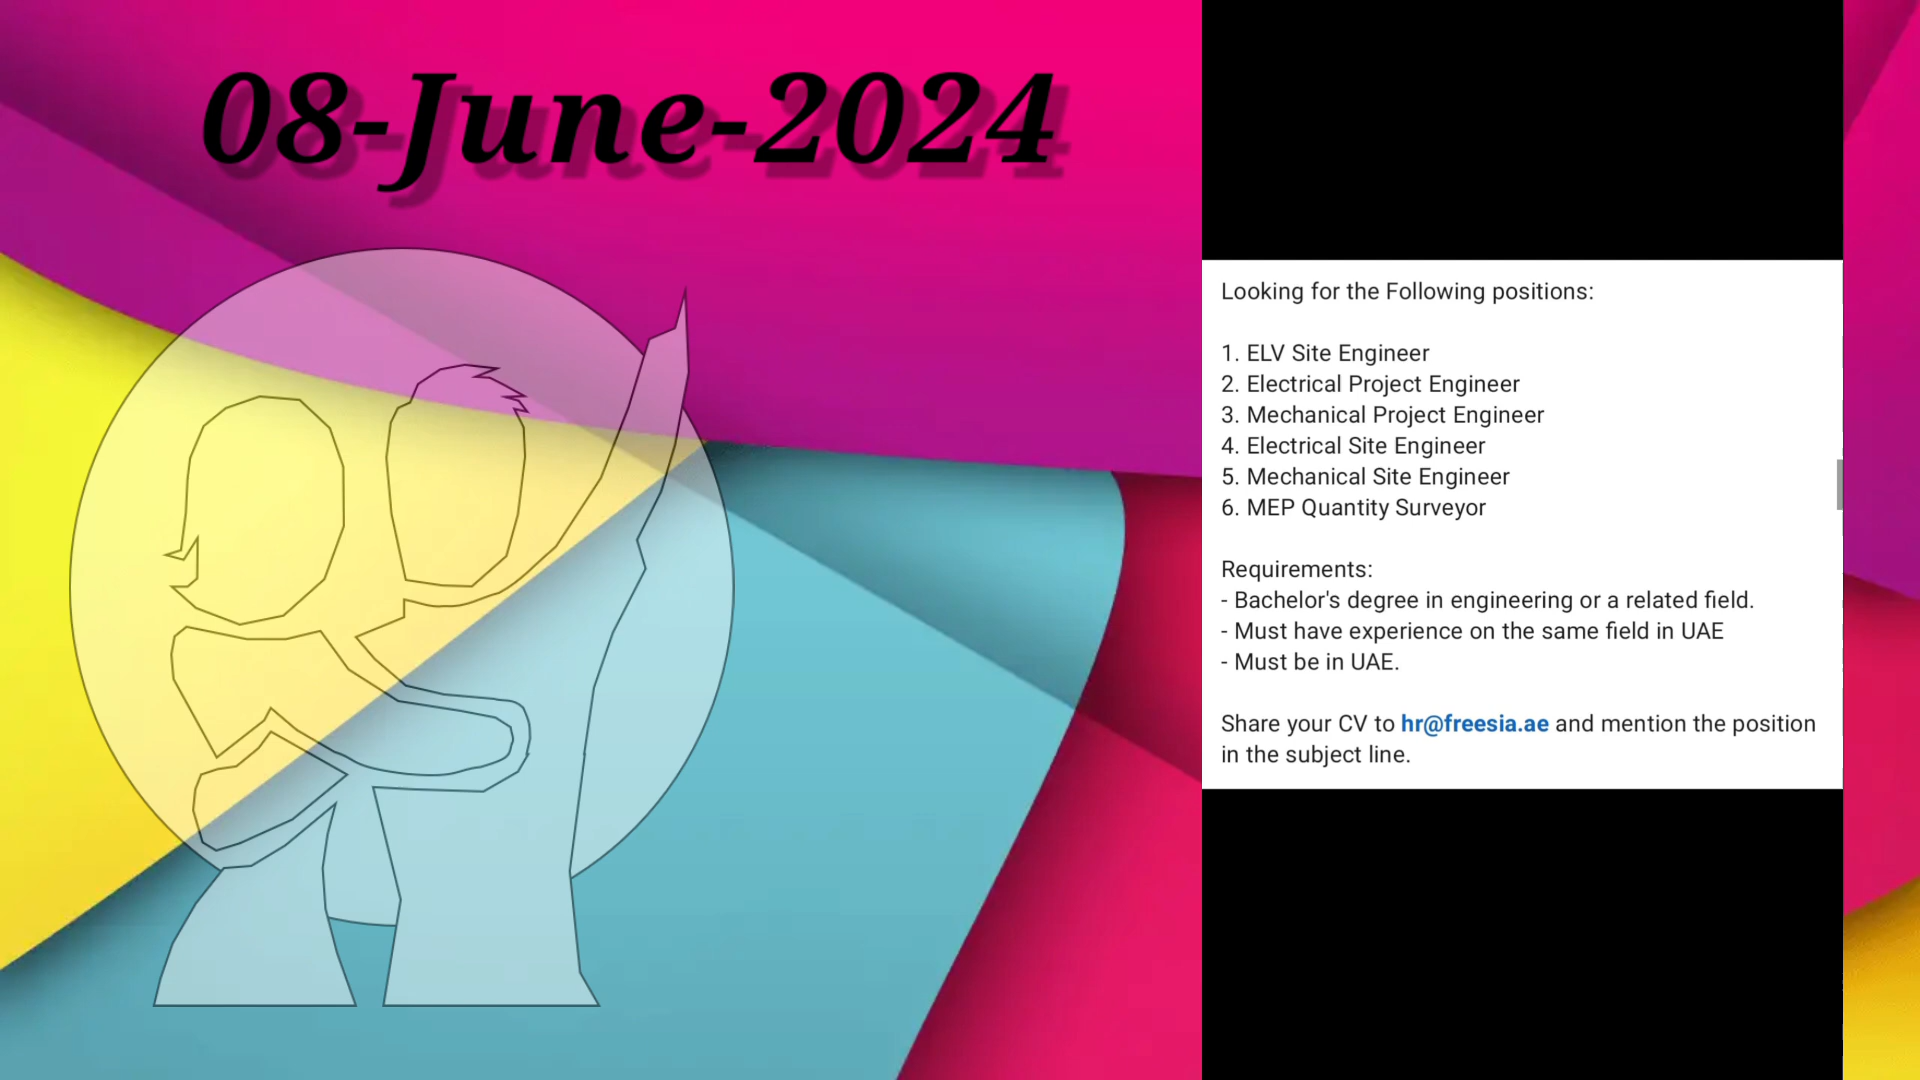 08-June-2024
Looking for the Following positions:
1. ELV Site Engineer
2. Electrical Project Engineer
3. Mechanical Project Engineer
4. Electrical Site Engineer
5. Mechanical Site Engineer
6. MEP Quantity Surveyor
Requirements:
- Bachelor's degree in engineering or a related field.
- Must have experience on the same field in UAE
- Must be in UAE.
Share your CV to hr@freesia.ae and mention the position
in the subject line.